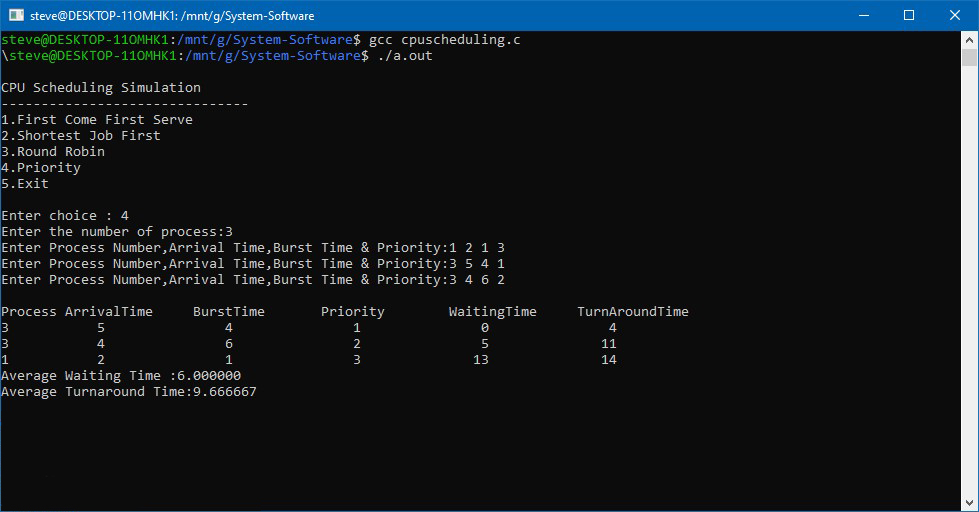 steve@DESKTOP-11OMHK1: /mnt/g/System-Software
steve@DESKTOP-11OMHK1:/mnt/g/System-Software$ gcc cpuscheduling.c
\steve@DESKTOP-11OMHK1:/mnt/g/System-Software$ ./a.out
CPU Scheduling Simulation
-------------------------------
1.First Come First Serve
2.Shortest Job First
3.Round Robin
4.Priority
5.Exit
Enter choice : 4
Enter the number of process:3
Enter Process Number,Arrival Time,Burst Time & Priority:1 2 1 3
Enter Process Number,Arrival Time,Burst Time & Priority:3 5 4 1
Enter Process Number,Arrival Time,Burst Time & Priority:3 4 6 2
Process ArrivalTime     BurstTime       Priority        WaitingTime     TurnAroundTime
3           5               4               1               0               4
3           4               6               2               5              11
1           2               1               3              13              14
Average Waiting Time :6.000000
Average Turnaround Time:9.666667